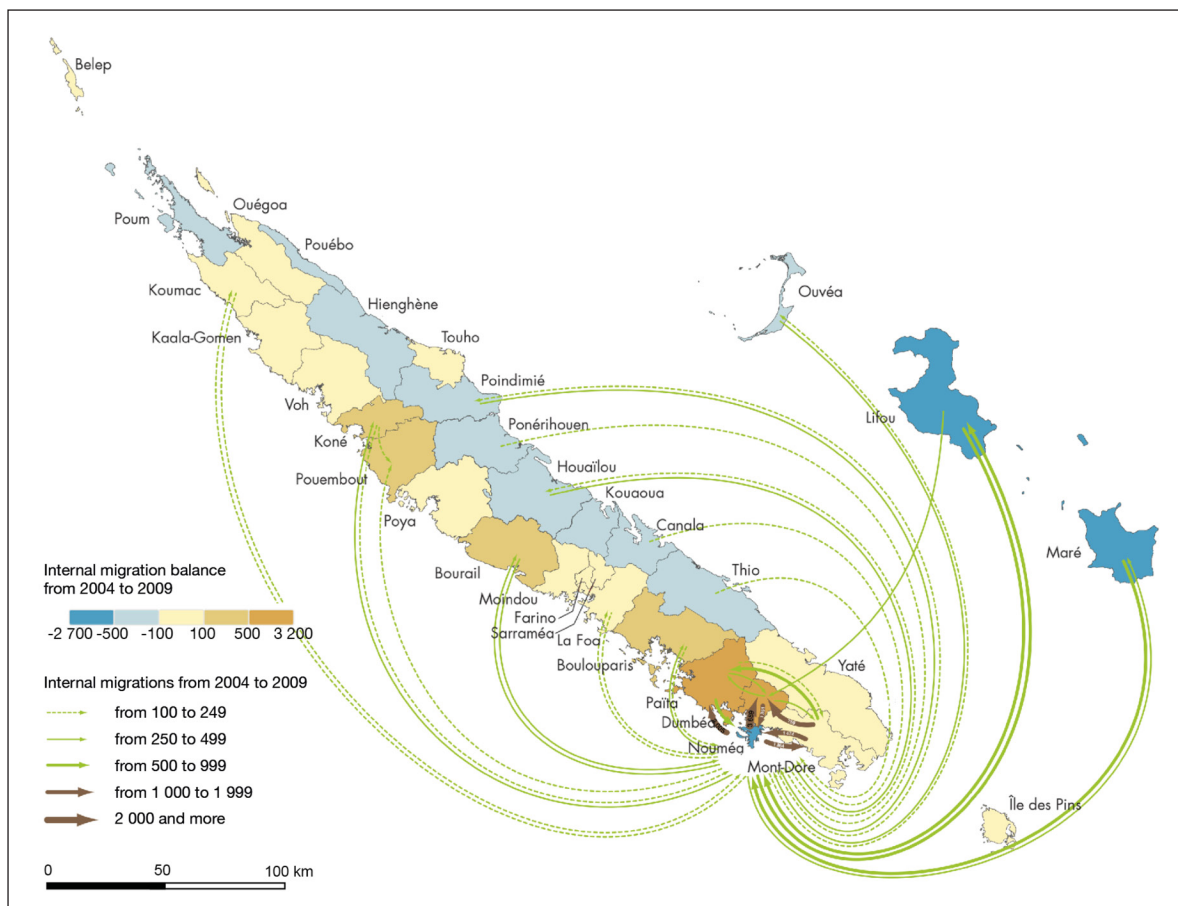 Belep
Ouégoa
Poum
Pouébo
Koumac
Hienghène
Ouvéa
Kaala-Gomen
Touho
Poindimié
Voh
Lifou
Ponérihouen
Koné
Houaïlou
Pouembout
Kouaoua
Poya
Canala
Maré
Internal migration balance
from 2004 to 2009
Bourail
Thio
-2 700 -500 -100 100 500 3 200
Moindou
Farino
Sarraméa
La Foa
Boulouparis
Yaté
Internal migrations from 2004 to 2009
from 100 to 249
Païta
from 250 to 499
Dumbéa
Nouméa
from 500 to 999
Mont-Dore
from 1 000 to 1 999
2 000 and more
Île des Pins
0 50 100 km